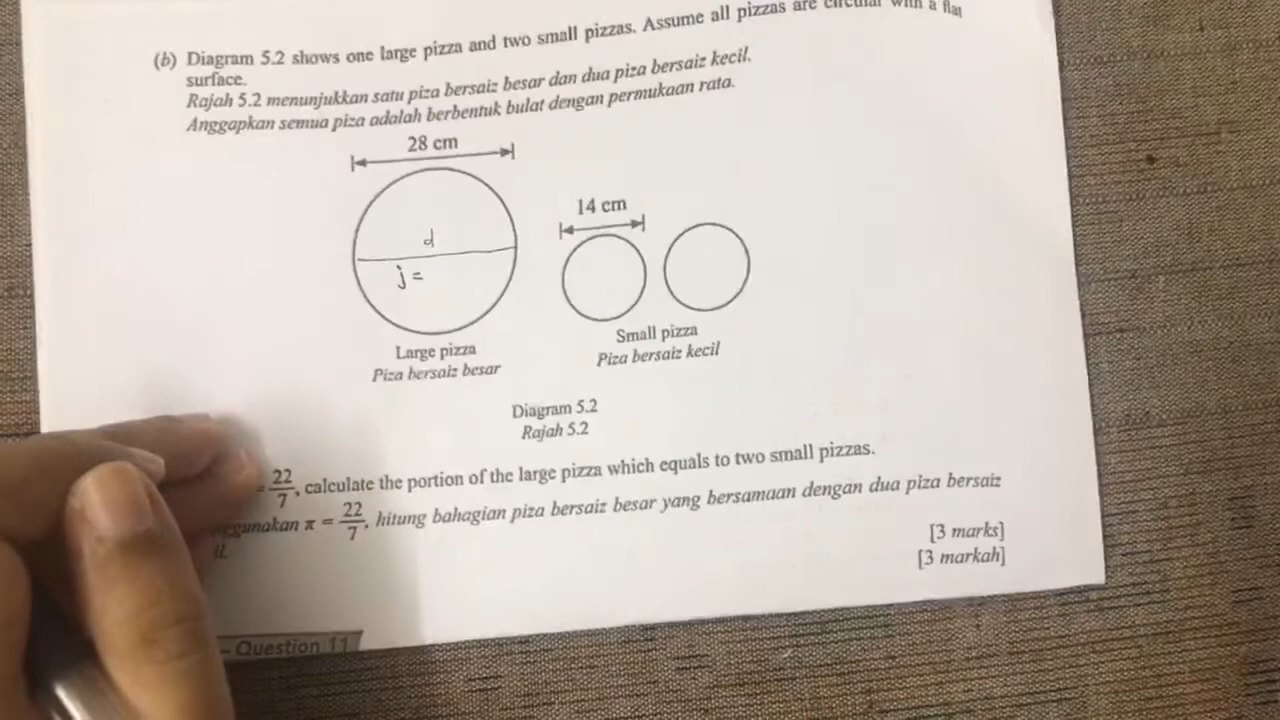 (b) Diagram 5.2 shows one large pizza and two small pizzas. Assume all pizzas are circular with a flat
surface.
Rajah 5.2 menunjukkan satu piza bersaiz besar dan dua piza bersaiz kecil.
Anggapkan semua piza adalah berbentuk bulat dengan permukaan rata.
28 cm
14 cm
d
j =
Small pizza
Piza bersaiz kecil
Large pizza
Piza bersaiz besar
Diagram 5.2
Rajah 5.2
= 22/7, calculate the portion of the large pizza which equals to two small pizzas.
π = 22/7, hitung bahagian piza bersaiz besar yang bersamaan dengan dua piza bersaiz
[3 marks]
[3 markah]
- Question 11